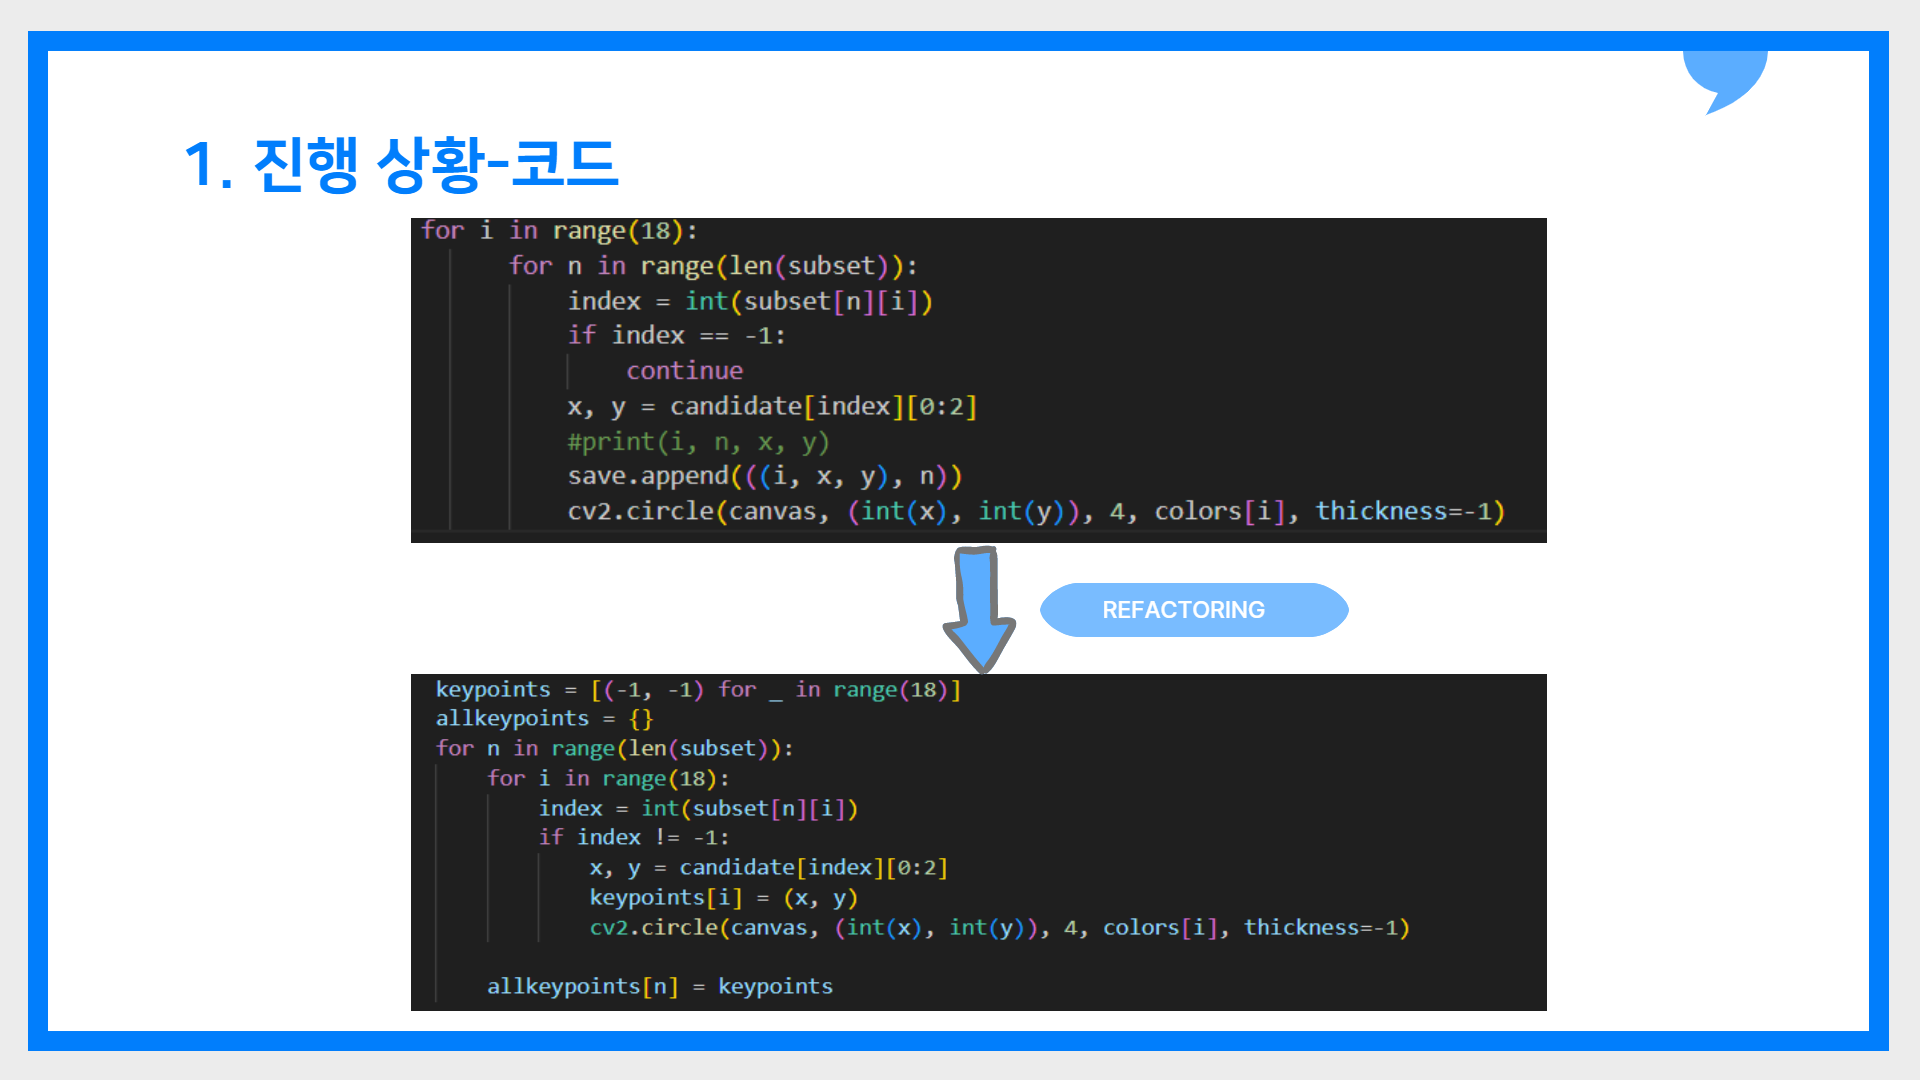 1. 진행 상황-코드
for i in range(18):
for n in range(len(subset)):
index = int(subset[n][i])
if index == -1:
continue
x, y = candidate[index][0:2]
#print(i, n, x, y)
save.append(((i, x, y), n))
cv2.circle(canvas, (int(x), int(y)), 4, colors[i], thickness=-1)
REFACTORING
keypoints = [(-1, -1) for _ in range(18)]
allkeypoints = {}
for n in range(len(subset)):
for i in range(18):
index = int(subset[n][i])
if index != -1:
x, y = candidate[index][0:2]
keypoints[i] = (x, y)
cv2.circle(canvas, (int(x), int(y)), 4, colors[i], thickness=-1)
allkeypoints[n] = keypoints